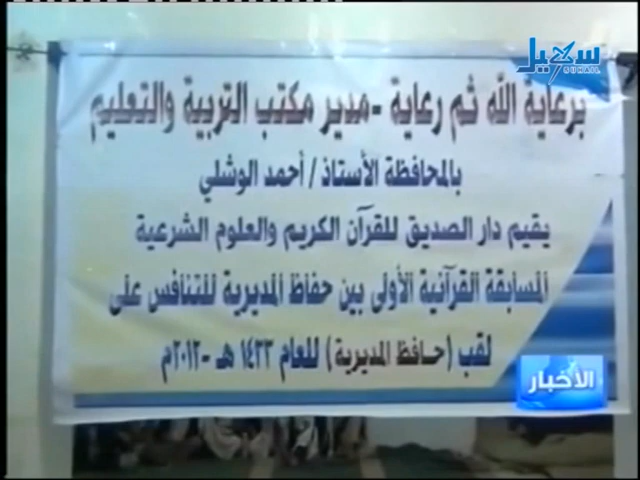 سهيل
SUHAIL
برعاية الله ثم رعاية - مدير مكتب التربية والتعليم
بالمحافظة الأستاذ / أحمد الوشلي
يقيم دار الصديق للقرآن الكريم والعلوم الشرعية
المسابقة القرآنية الأولى بين حفاظ المديرية للتنافس على
لقب (حافظ المديرية) للعام ١٤٣٣ هـ -٢٠١٢م
الأخبار